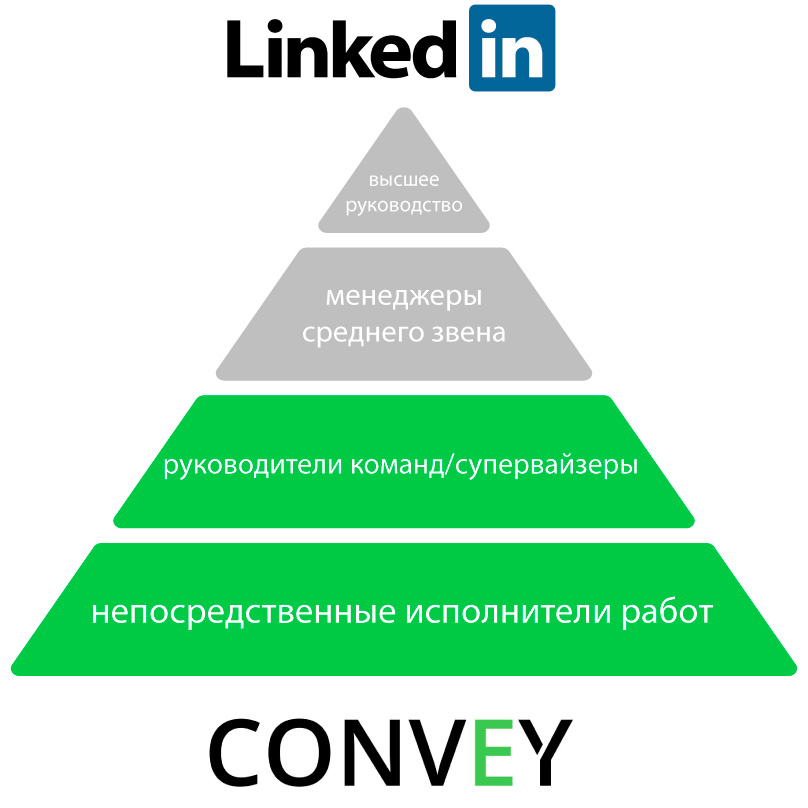 Linked in
высшее
руководство
менеджеры
среднего звена
руководители команд/супервайзеры
непосредственные исполнители работ
CONVEY